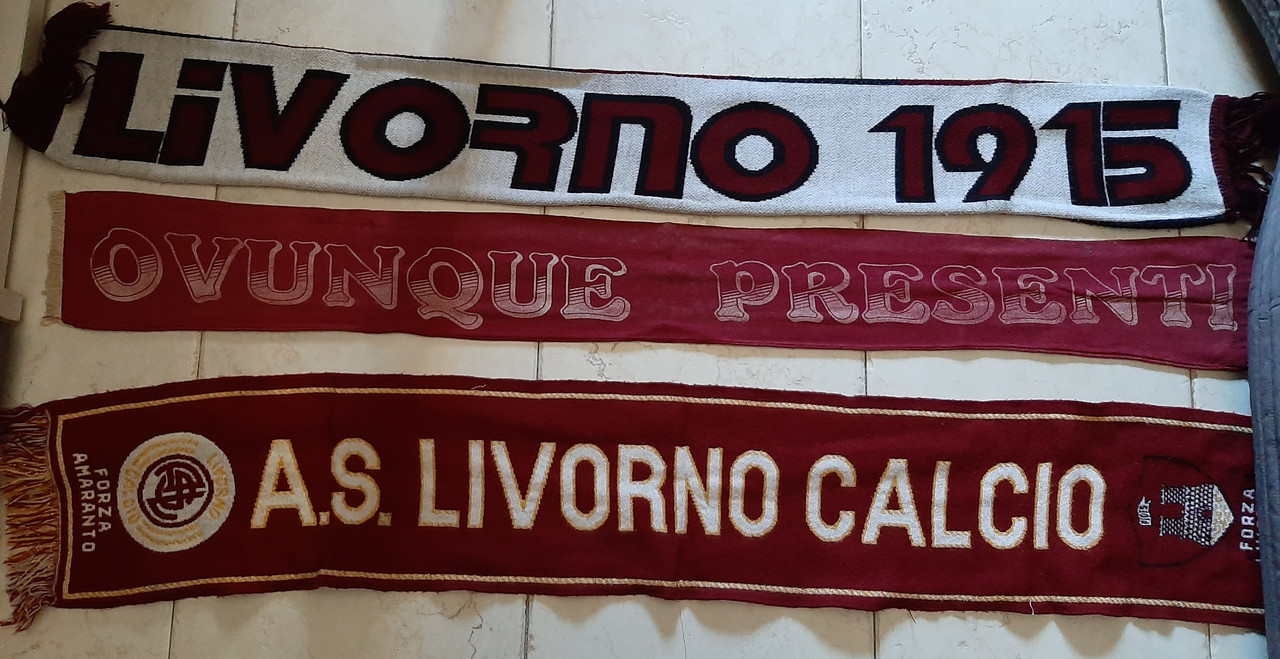 LiVORNO 1915
OVUNQUE PRESENTI
FORZA
AMARANTO
A.S. LIVORNO CALCIO
FORZA